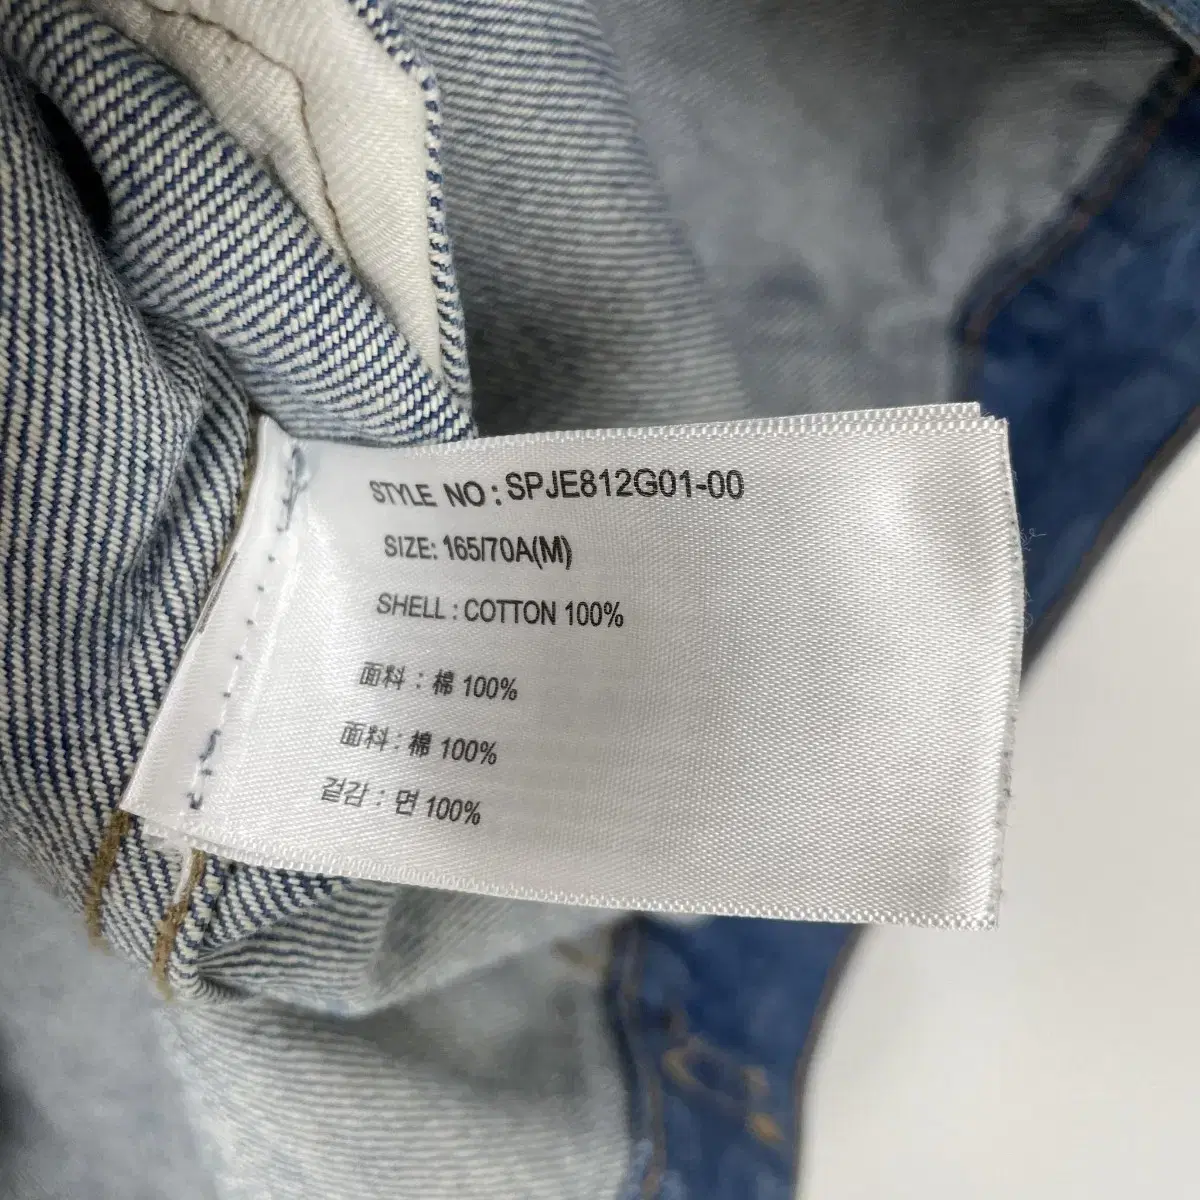 STYLE NO : SPJE812G01-00
SIZE: 165/70A(M)
SHELL : COTTON 100%
面料 : 棉 100%
面料 : 棉 100%
겉감 : 면 100%